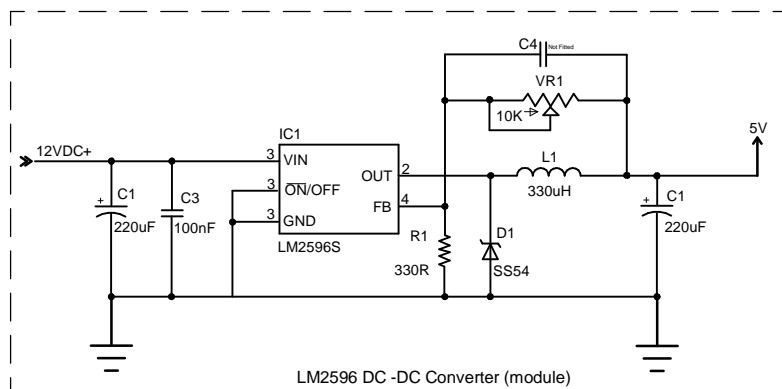 C4 Not Fitted
VR1
10K
5V
IC1
12VDC+
3 VIN
OUT 2
L1
330uH
3 ON/OFF
C1
+
220uF
C3
100nF
FB 4
3 GND
LM2596S
R1
330R
D1
SS54
C1
+
220uF
LM2596 DC -DC Converter (module)